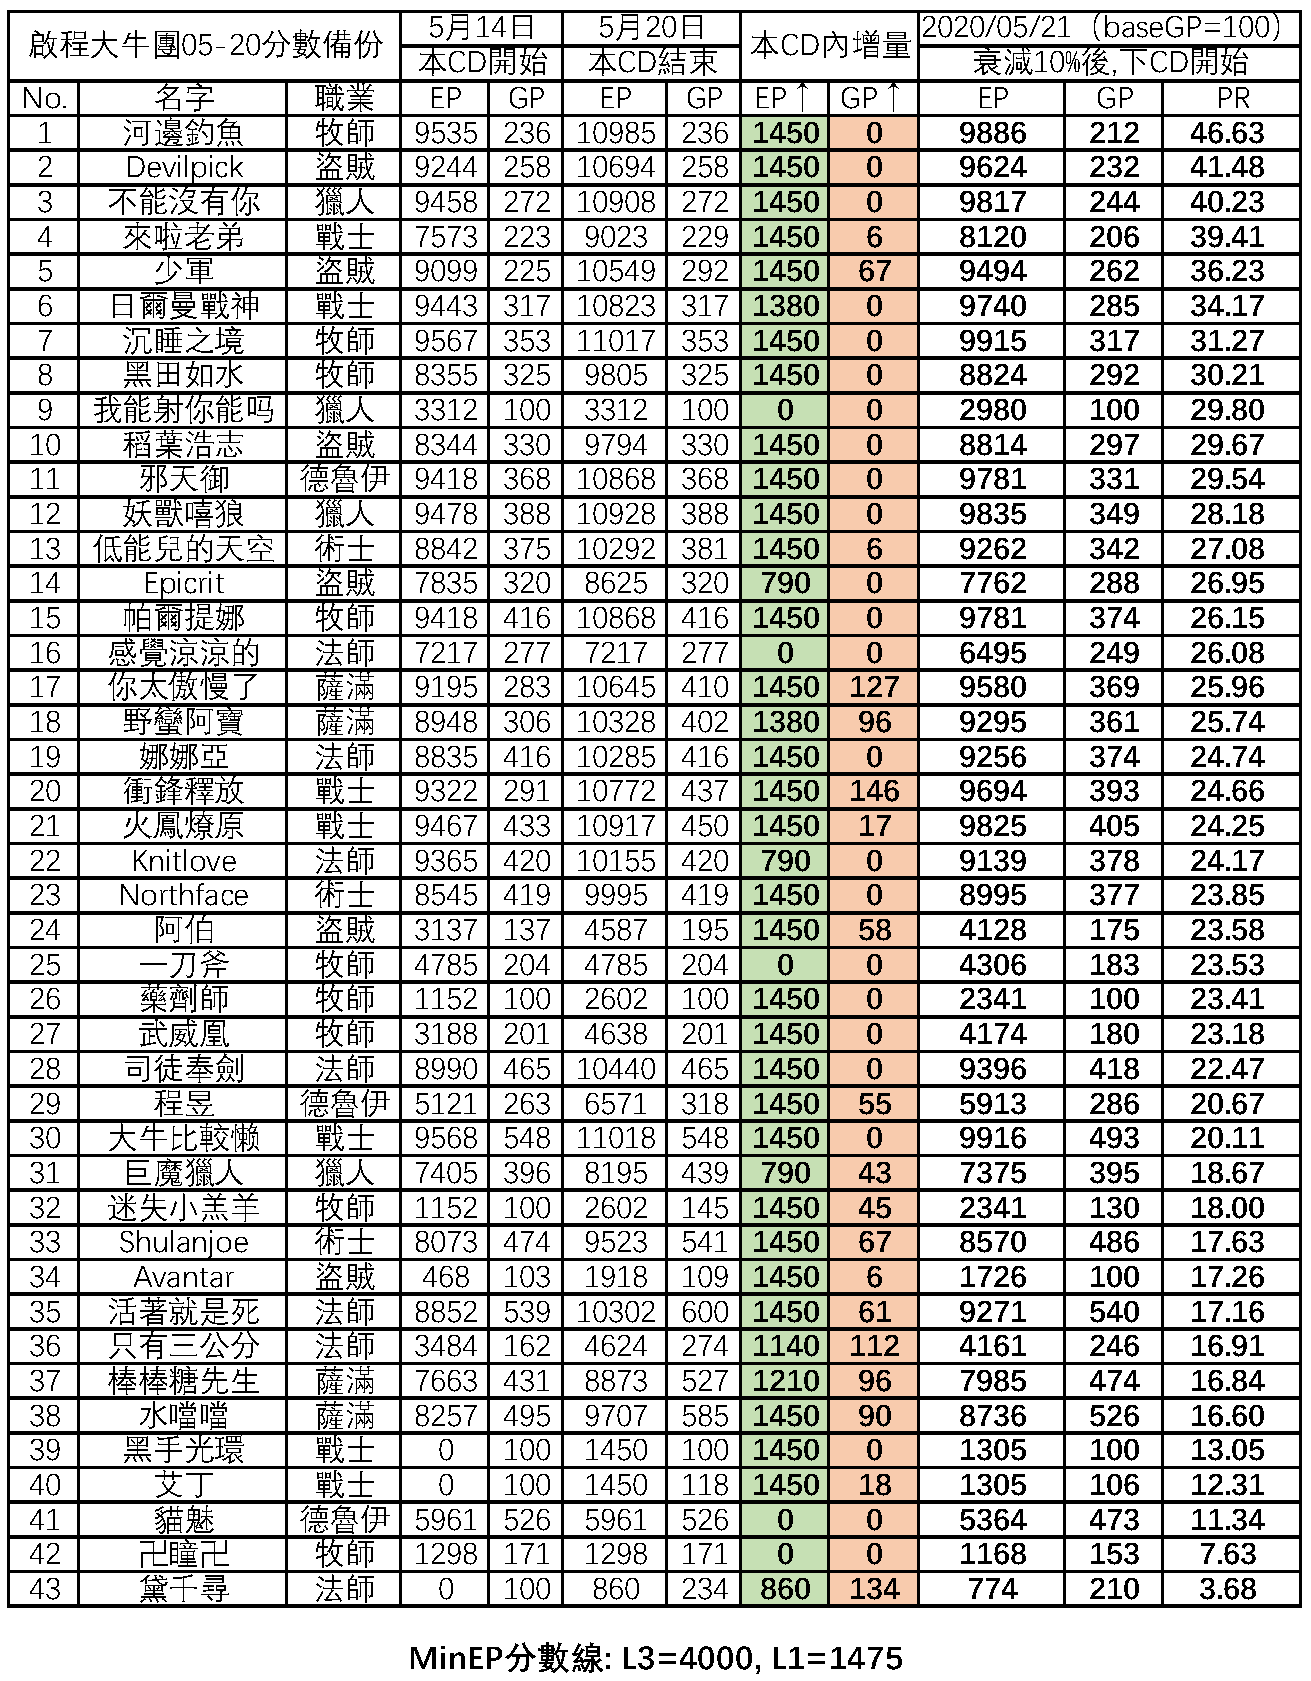 啟程大牛團05-20分數備份 5月14日 5月20日 本CD內增量 2020/05/21（baseGP=100）
本CD開始 本CD結束 衰減10%後,下CD開始
No. 名字 職業 EP GP EP GP EP↑ GP↑ EP GP PR
1 河邊釣魚 牧師 9535 236 10985 236 1450 0 9886 212 46.63
2 Devilpick 盜賊 9244 258 10694 258 1450 0 9624 232 41.48
3 不能沒有你 獵人 9458 272 10908 272 1450 0 9817 244 40.23
4 來啦老弟 戰士 7573 223 9023 229 1450 6 8120 206 39.41
5 少軍 盜賊 9099 225 10549 292 1450 67 9494 262 36.23
6 日爾曼戰神 戰士 9443 317 10823 317 1380 0 9740 285 34.17
7 沉睡之境 牧師 9567 353 11017 353 1450 0 9915 317 31.27
8 黑田如水 牧師 8355 325 9805 325 1450 0 8824 292 30.21
9 我能射你能吗 獵人 3312 100 3312 100 0 0 2980 100 29.80
10 稻葉浩志 盜賊 8344 330 9794 330 1450 0 8814 297 29.67
11 邪天御 德魯伊 9418 368 10868 368 1450 0 9781 331 29.54
12 妖獸嘻狼 獵人 9478 388 10928 388 1450 0 9835 349 28.18
13 低能兒的天空 術士 8842 375 10292 381 1450 6 9262 342 27.08
14 Epicrit 盜賊 7835 320 8625 320 790 0 7762 288 26.95
15 帕爾提娜 牧師 9418 416 10868 416 1450 0 9781 374 26.15
16 感覺涼涼的 法師 7217 277 7217 277 0 0 6495 249 26.08
17 你太傲慢了 薩滿 9195 283 10645 410 1450 127 9580 369 25.96
18 野蠻阿寶 薩滿 8948 306 10328 402 1380 96 9295 361 25.74
19 娜娜亞 法師 8835 416 10285 416 1450 0 9256 374 24.74
20 衝鋒釋放 戰士 9322 291 10772 437 1450 146 9694 393 24.66
21 火鳳燎原 戰士 9467 433 10917 450 1450 17 9825 405 24.25
22 Knitlove 法師 9365 420 10155 420 790 0 9139 378 24.17
23 Northface 術士 8545 419 9995 419 1450 0 8995 377 23.85
24 阿伯 盜賊 3137 137 4587 195 1450 58 4128 175 23.58
25 一刀斧 牧師 4785 204 4785 204 0 0 4306 183 23.53
26 藥劑師 牧師 1152 100 2602 100 1450 0 2341 100 23.41
27 武威凰 牧師 3188 201 4638 201 1450 0 4174 180 23.18
28 司徒奉劍 法師 8990 465 10440 465 1450 0 9396 418 22.47
29 程昱 德魯伊 5121 263 6571 318 1450 55 5913 286 20.67
30 大牛比較懒 戰士 9568 548 11018 548 1450 0 9916 493 20.11
31 巨魔獵人 獵人 7405 396 8195 439 790 43 7375 395 18.67
32 迷失小羔羊 牧師 1152 100 2602 145 1450 45 2341 130 18.00
33 Shulanjoe 術士 8073 474 9523 541 1450 67 8570 486 17.63
34 Avantar 盜賊 468 103 1918 109 1450 6 1726 100 17.26
35 活著就是死 法師 8852 539 10302 600 1450 61 9271 540 17.16
36 只有三公分 法師 3484 162 4624 274 1140 112 4161 246 16.91
37 棒棒糖先生 薩滿 7663 431 8873 527 1210 96 7985 474 16.84
38 水噹噹 薩滿 8257 495 9707 585 1450 90 8736 526 16.60
39 黑手光環 戰士 0 100 1450 100 1450 0 1305 100 13.05
40 艾丁 戰士 0 100 1450 118 1450 18 1305 106 12.31
41 貓魅 德魯伊 5961 526 5961 526 0 0 5364 473 11.34
42 卍瞳卍 牧師 1298 171 1298 171 0 0 1168 153 7.63
43 黛千尋 法師 0 100 860 234 860 134 774 210 3.68
MinEP分數線: L3=4000, L1=1475